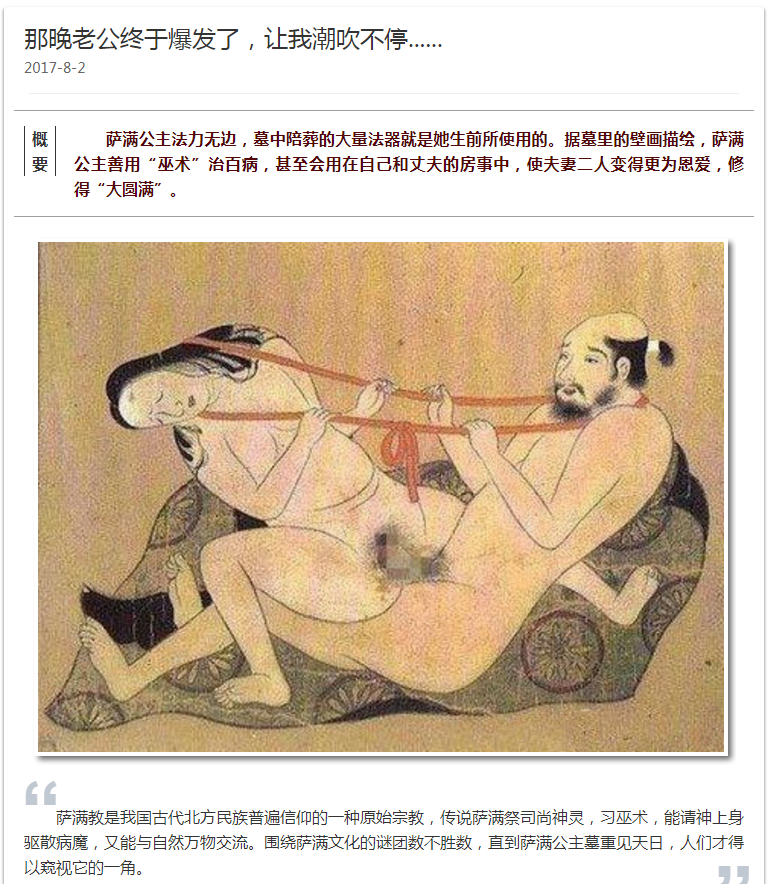 那晚老公终于爆发了，让我潮吹不停......
2017-8-2
概要
萨满公主法力无边，墓中陪葬的大量法器就是她生前所使用的。据墓里的壁画描绘，萨满
公主善用“巫术”治百病，甚至会用在自己和丈夫的房事中，使夫妻二人变得更为恩爱，修
得“大圆满”。
萨满教是我国古代北方民族普遍信仰的一种原始宗教，传说萨满祭司尚神灵，习巫术，能请神上身
驱散病魔，又能与自然万物交流。围绕萨满文化的谜团数不胜数，直到萨满公主墓重见天日，人们才得
以窥视它的一角。